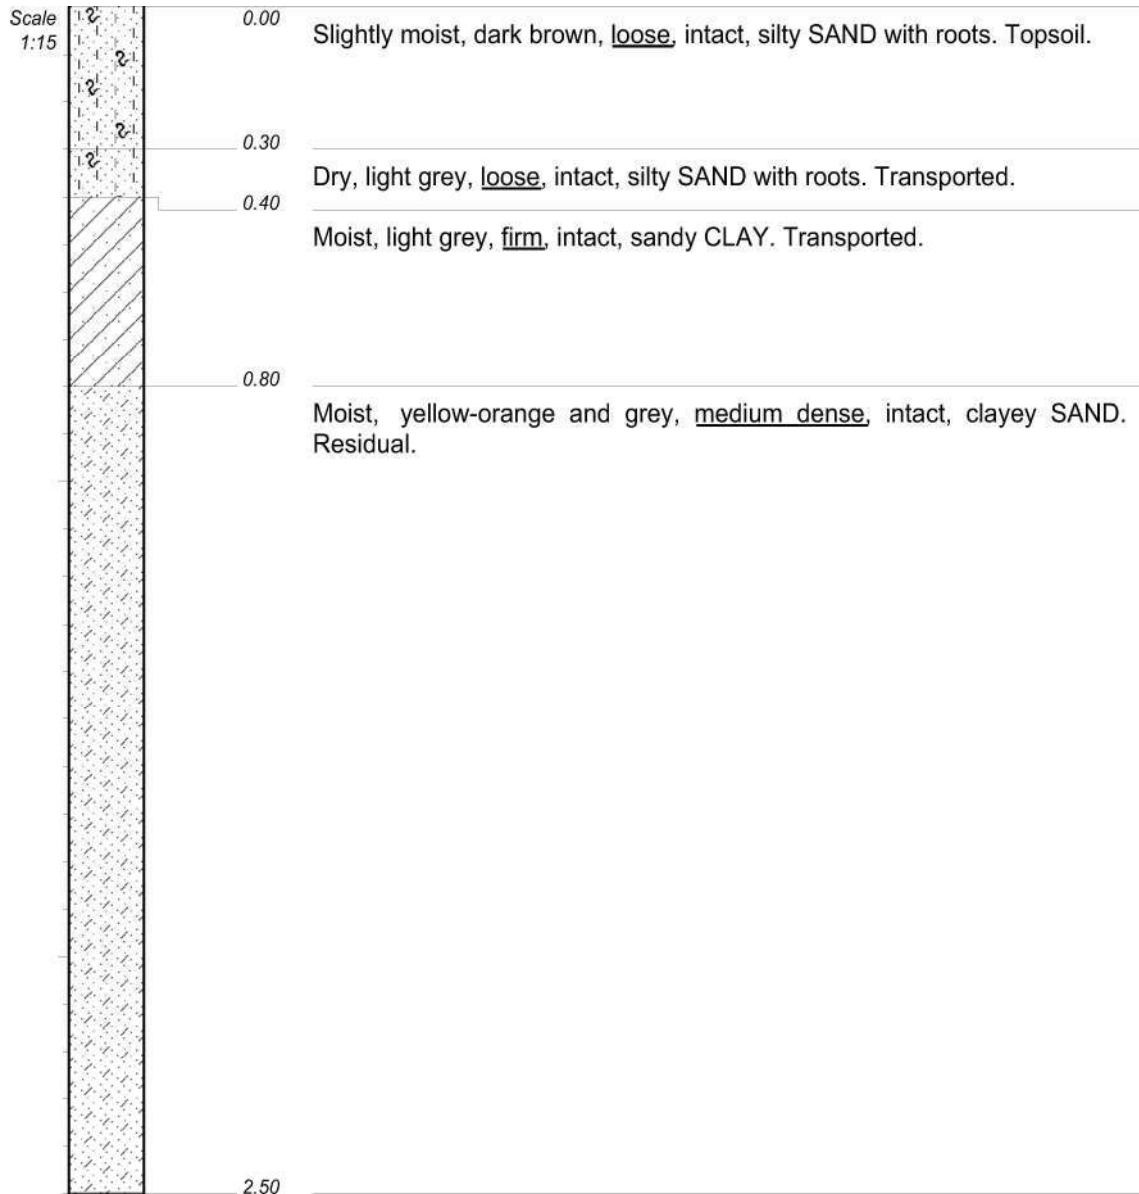 Scale
1:15
0.00
Slightly moist, dark brown, loose, intact, silty SAND with roots. Topsoil.
0.30
Dry, light grey, loose, intact, silty SAND with roots. Transported.
0.40
Moist, light grey, firm, intact, sandy CLAY. Transported.
0.80
Moist, yellow-orange and grey, medium dense, intact, clayey SAND.
Residual.
2.50